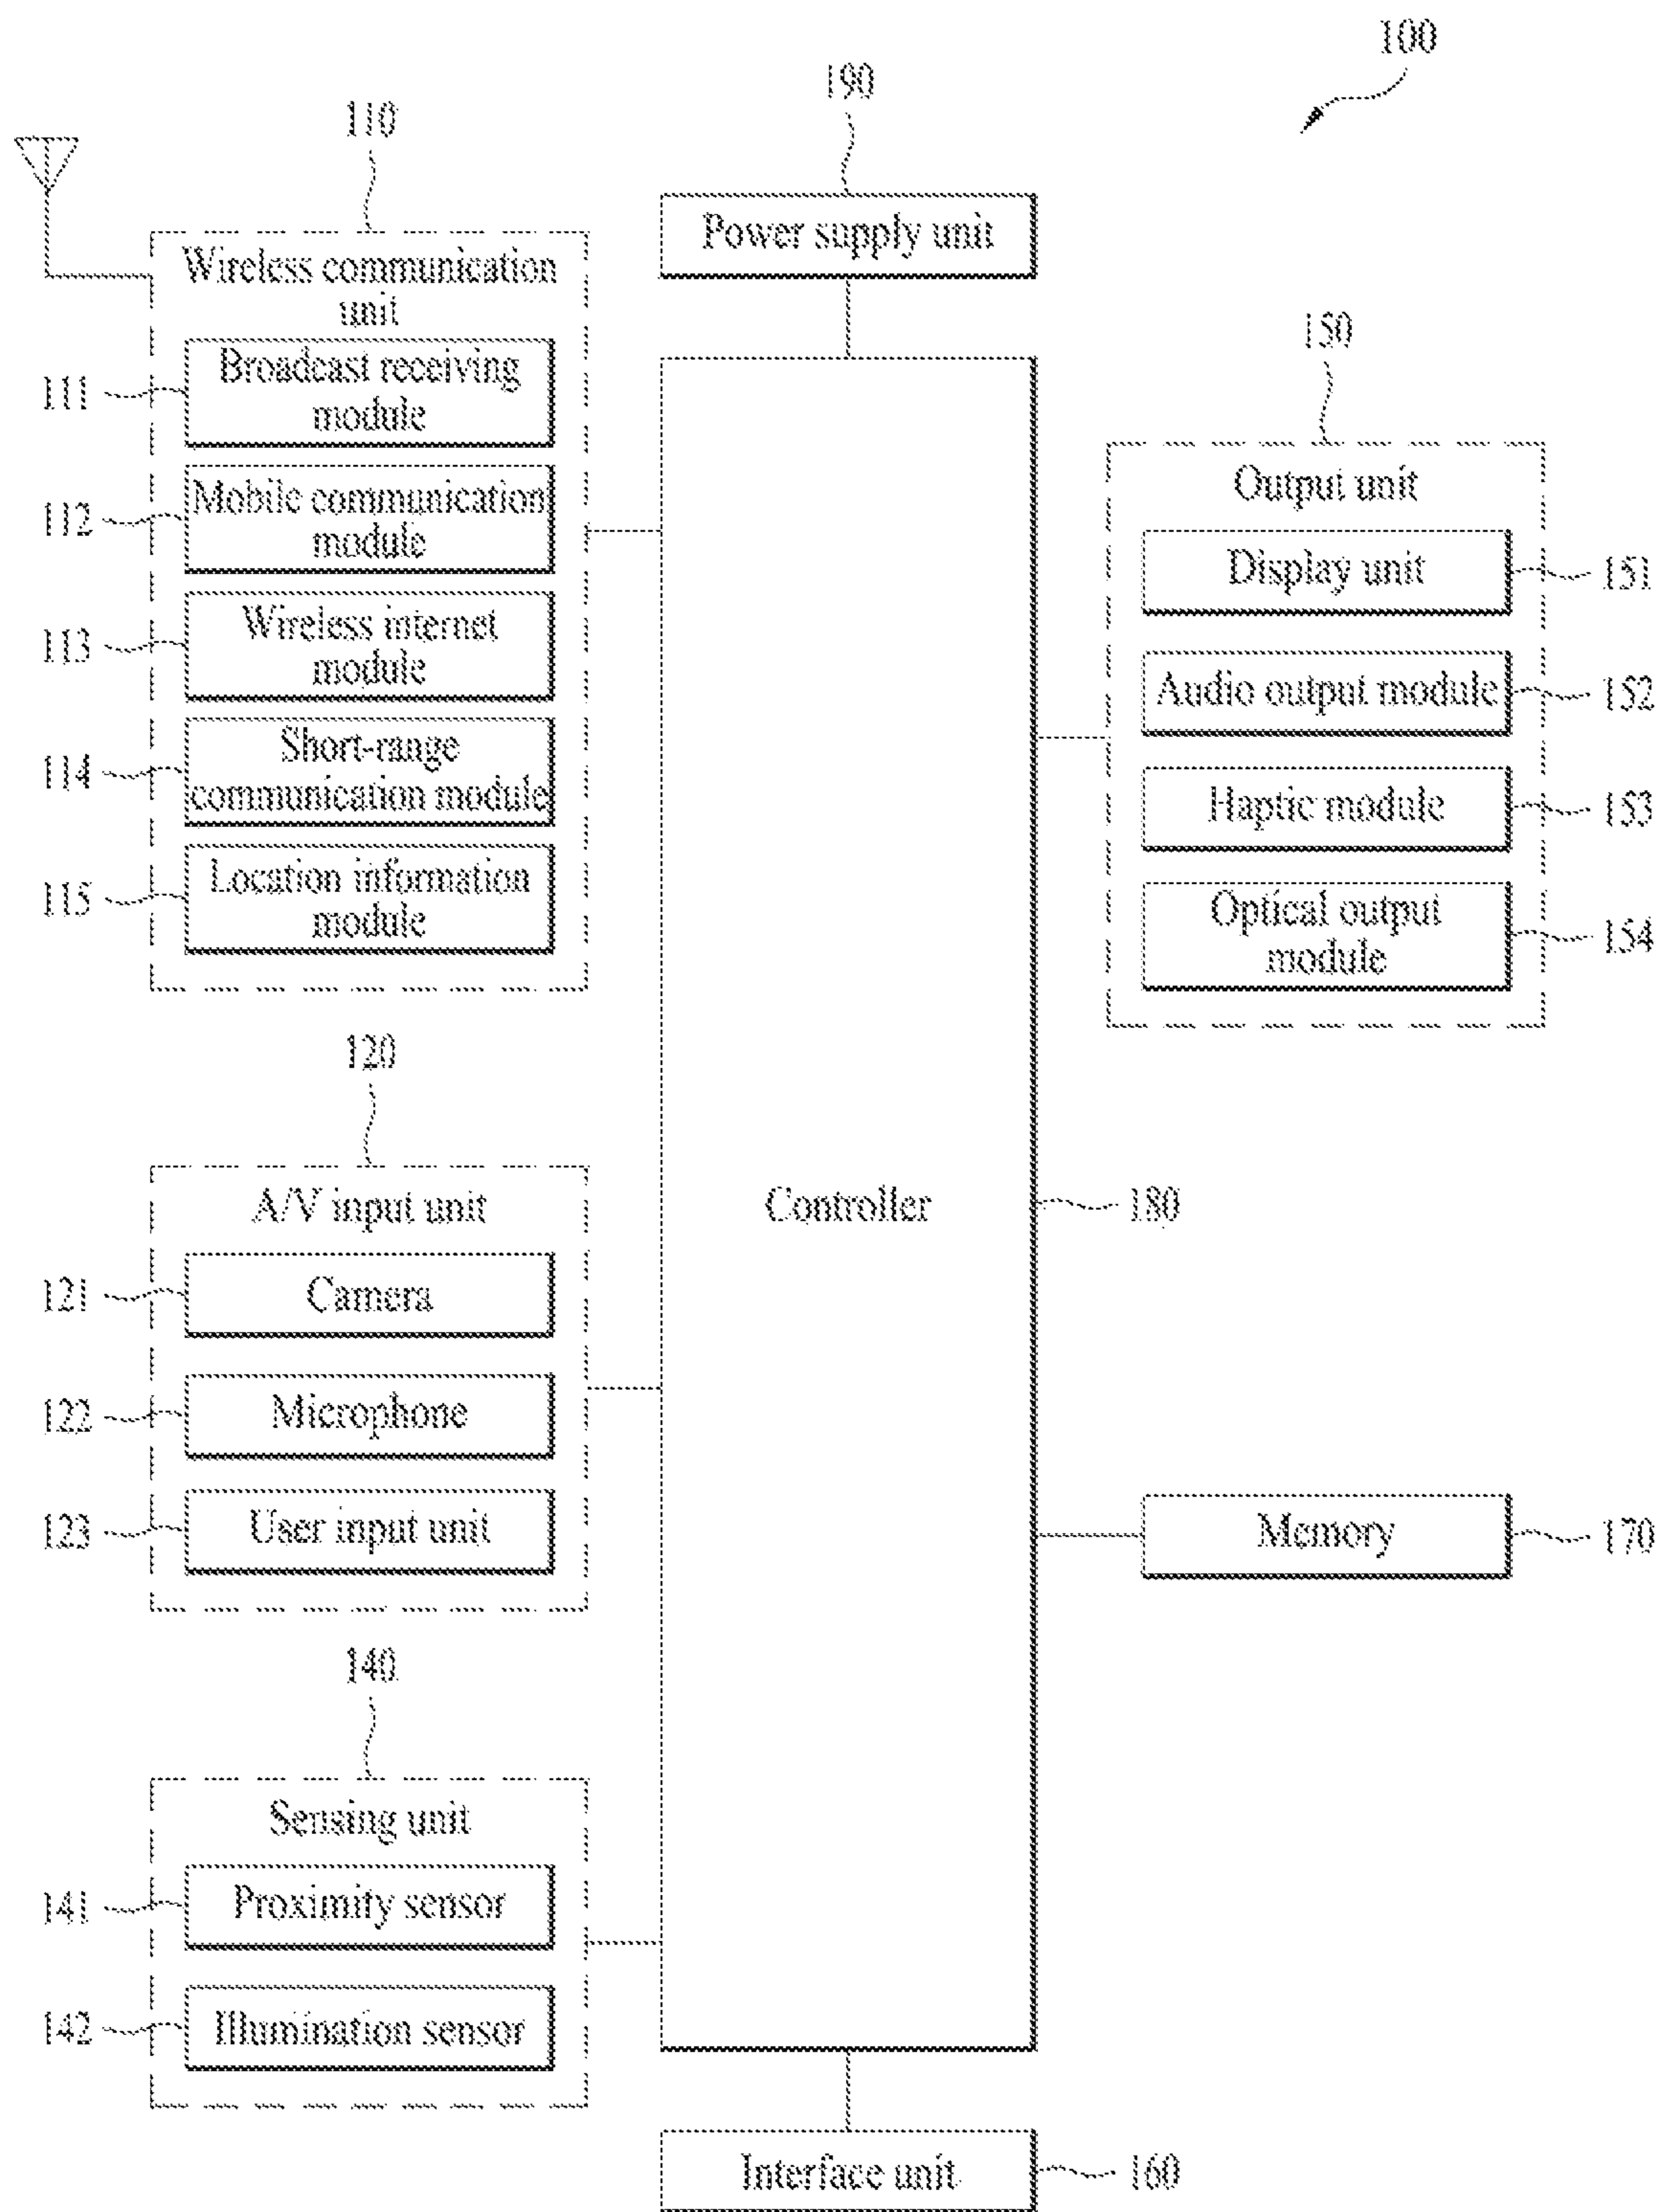 100
190
110
Power supply unit
Wireless communication
unit
111
Broadcast receiving
module
112
Mobile communication
module
113
Wireless internet
module
114
Short-range
communication module
115
Location information
module
150
Output unit
Display unit
151
Audio output module
152
Haptic module
153
Optical output
module
154
120
A/V input unit
121
Camera
122
Microphone
123
User input unit
Controller
180
Memory
170
140
Sensing unit
141
Proximity sensor
142
Illumination sensor
Interface unit
160